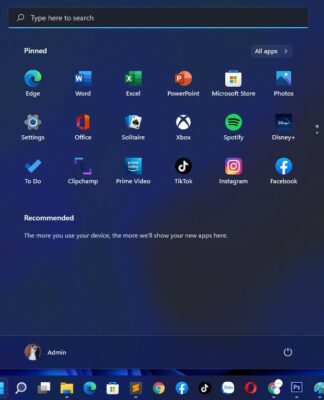 Type here to search
Pinned
All apps
Edge
Word
Excel
PowerPoint
Microsoft Store
Photos
Settings
Office
Solitaire
Xbox
Spotify
Disney+
To Do
Clipchamp
Prime Video
TikTok
Instagram
Facebook
Recommended
The more you use your device, the more we'll show your new apps here.
Admin
Zalo
Ps